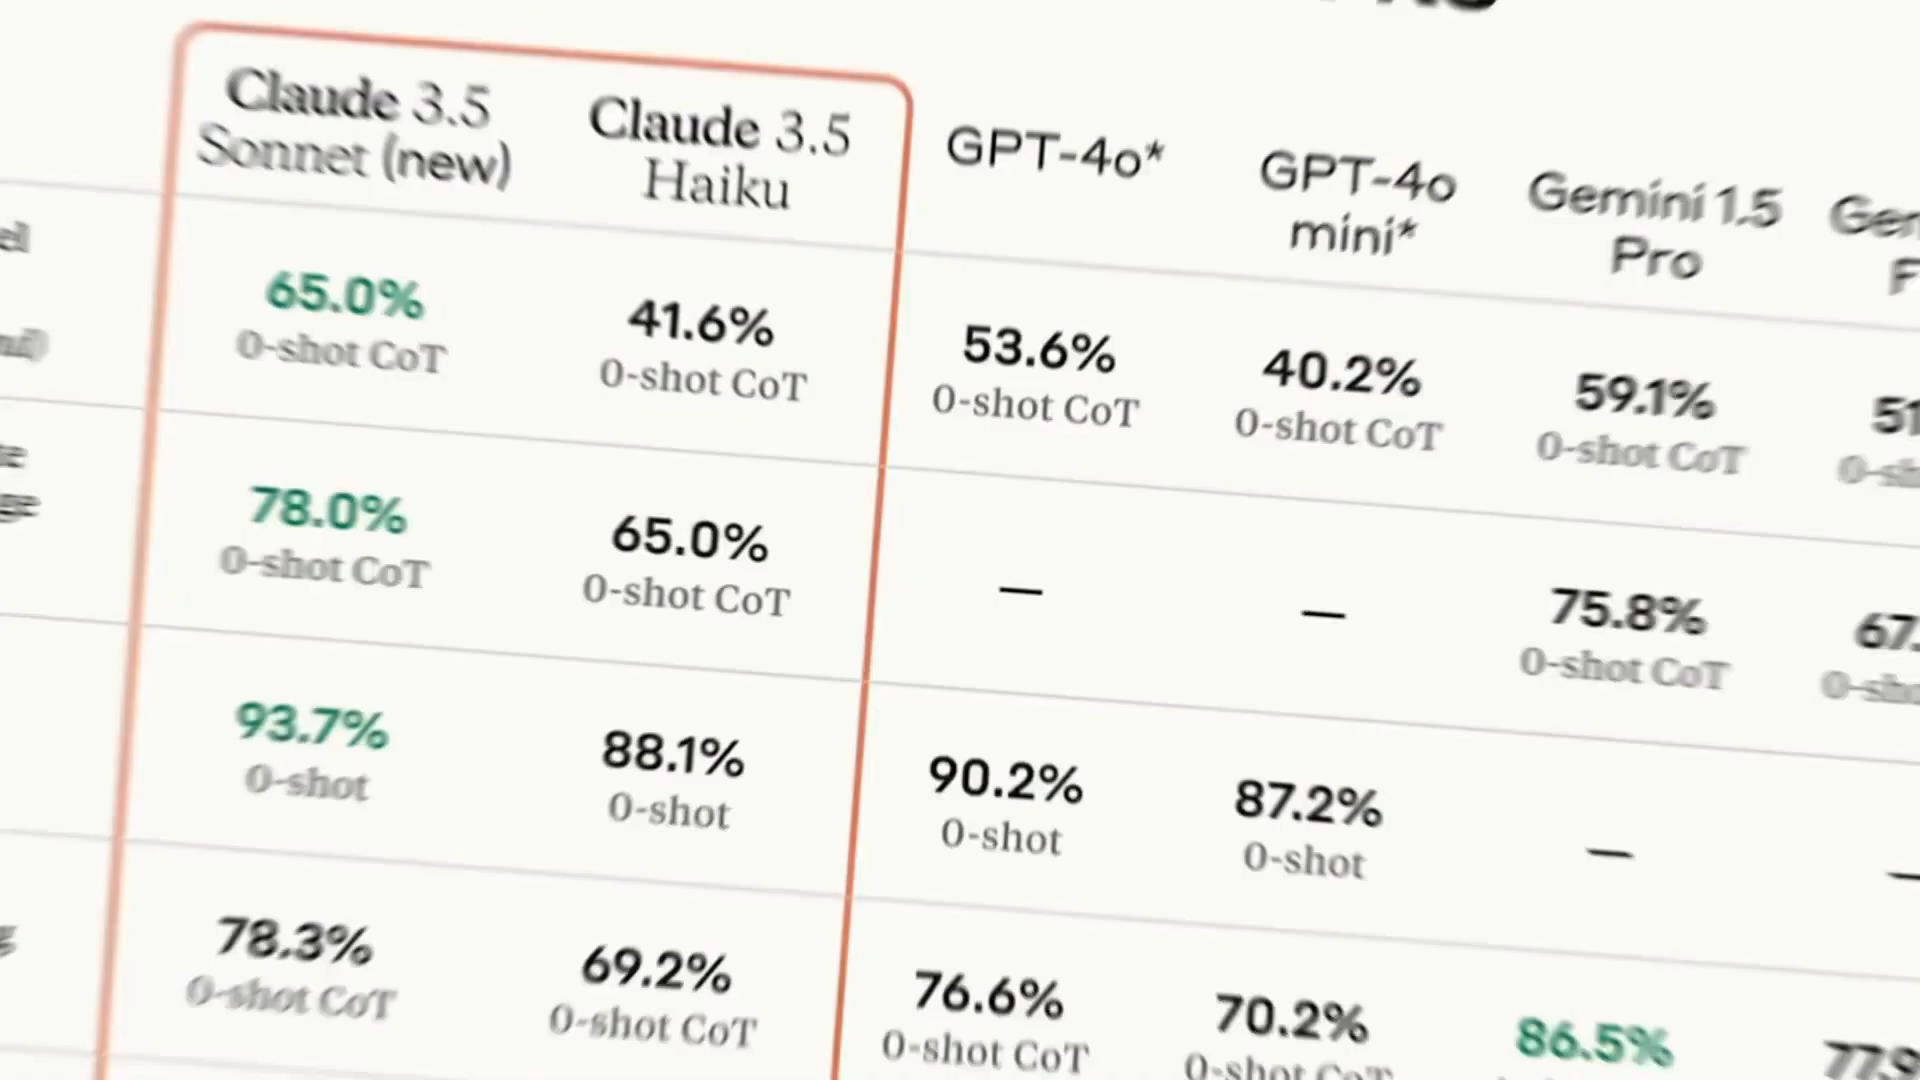 Claude 3.5
Sonnet (new)
Claude 3.5
Haiku
GPT-4o*
GPT-4o
mini*
Gemini 1.5
Pro
65.0%
0-shot CoT
41.6%
0-shot CoT
53.6%
0-shot CoT
40.2%
0-shot CoT
59.1%
0-shot CoT
78.0%
0-shot CoT
65.0%
0-shot CoT
—
—
75.8%
0-shot CoT
93.7%
0-shot
88.1%
0-shot
90.2%
0-shot
87.2%
0-shot
—
—
78.3%
0-shot CoT
69.2%
0-shot CoT
76.6%
0-shot CoT
70.2%
0-shot CoT
86.5%